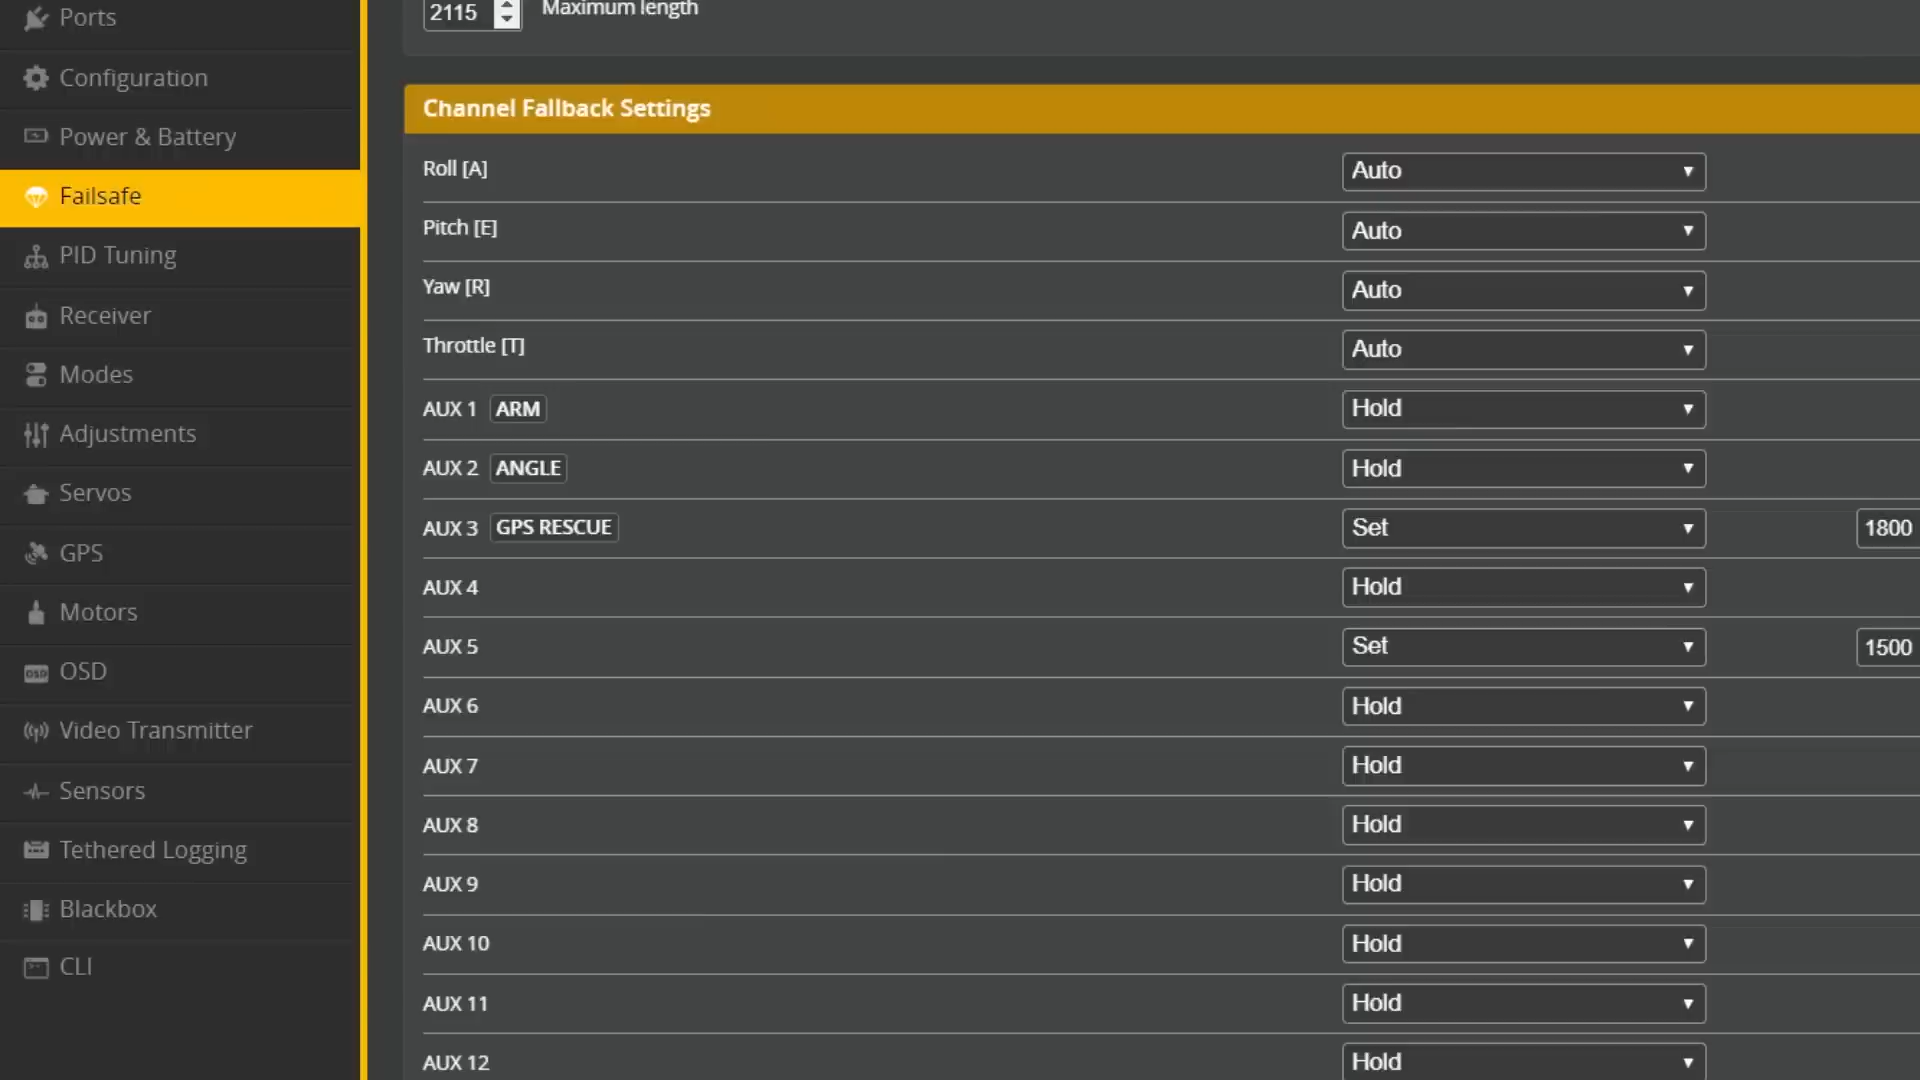 Ports
Configuration
Power & Battery
Failsafe
PID Tuning
Receiver
Modes
Adjustments
Servos
GPS
Motors
OSD
Video Transmitter
Sensors
Tethered Logging
Blackbox
CLI
2115 Maximum length
Channel Fallback Settings
Roll [A] Auto
Pitch [E] Auto
Yaw [R] Auto
Throttle [T] Auto
AUX 1 ARM Hold
AUX 2 ANGLE Hold
AUX 3 GPS RESCUE Set 1800
AUX 4 Hold
AUX 5 Set 1500
AUX 6 Hold
AUX 7 Hold
AUX 8 Hold
AUX 9 Hold
AUX 10 Hold
AUX 11 Hold
AUX 12 Hold